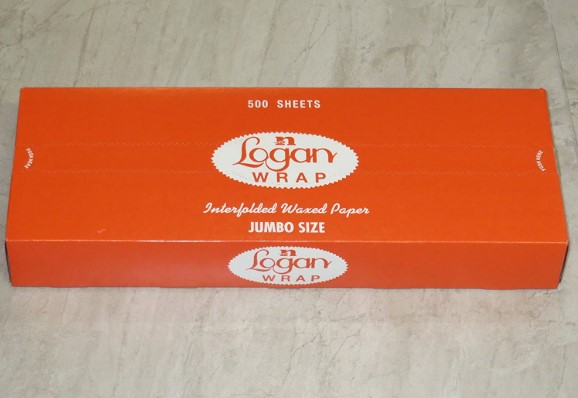 500 SHEETS
Logan
WRAP
Interfolded Waxed Paper
JUMBO SIZE
Logan
WRAP